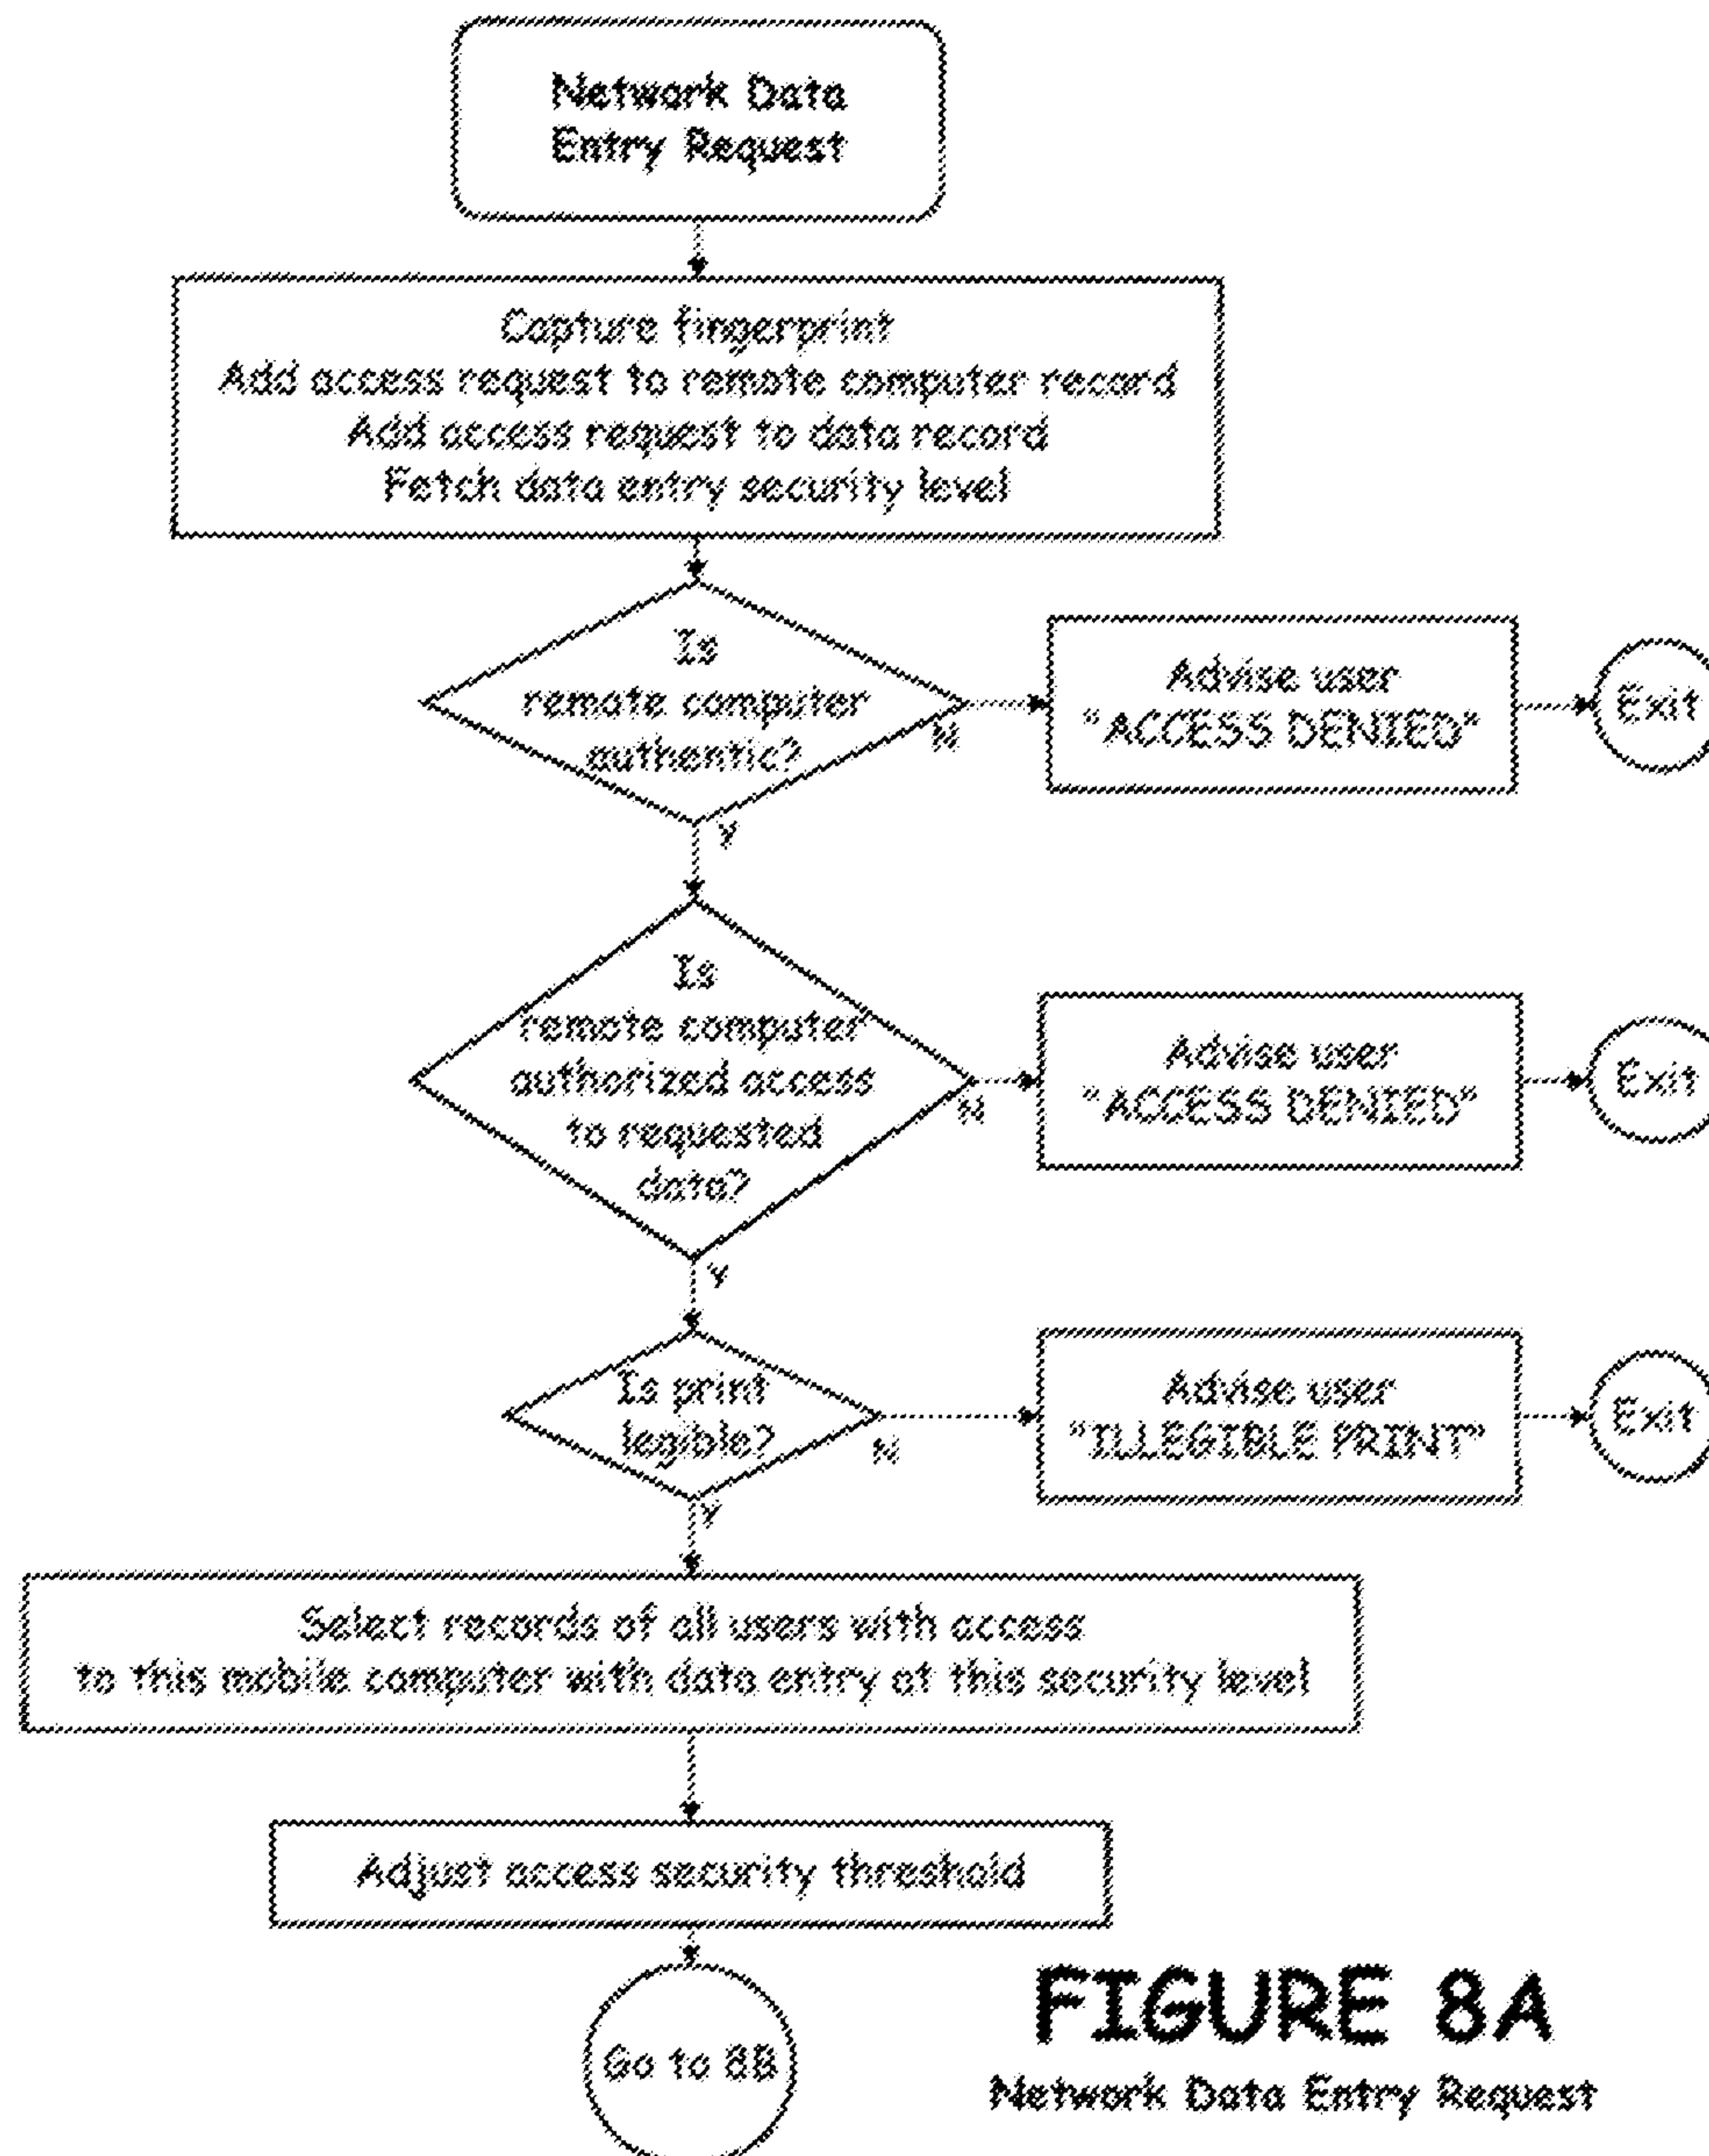 Network Data
Entry Request
Capture fingerprint
Add access request to remote computer record
Add access request to data record
Fetch data entry security level
Is
remote computer
authentic?
N
Advise user
"ACCESS DENIED"
Exit
Y
Is
remote computer
authorized access
to requested
data?
N
Advise user
"ACCESS DENIED"
Exit
Y
Is print
legible?
N
Advise user
"ILLEGIBLE PRINT"
Exit
Y
Select records of all users with access
to this mobile computer with data entry at this security level
Adjust access security threshold
Go to 8B
FIGURE 8A
Network Data Entry Request